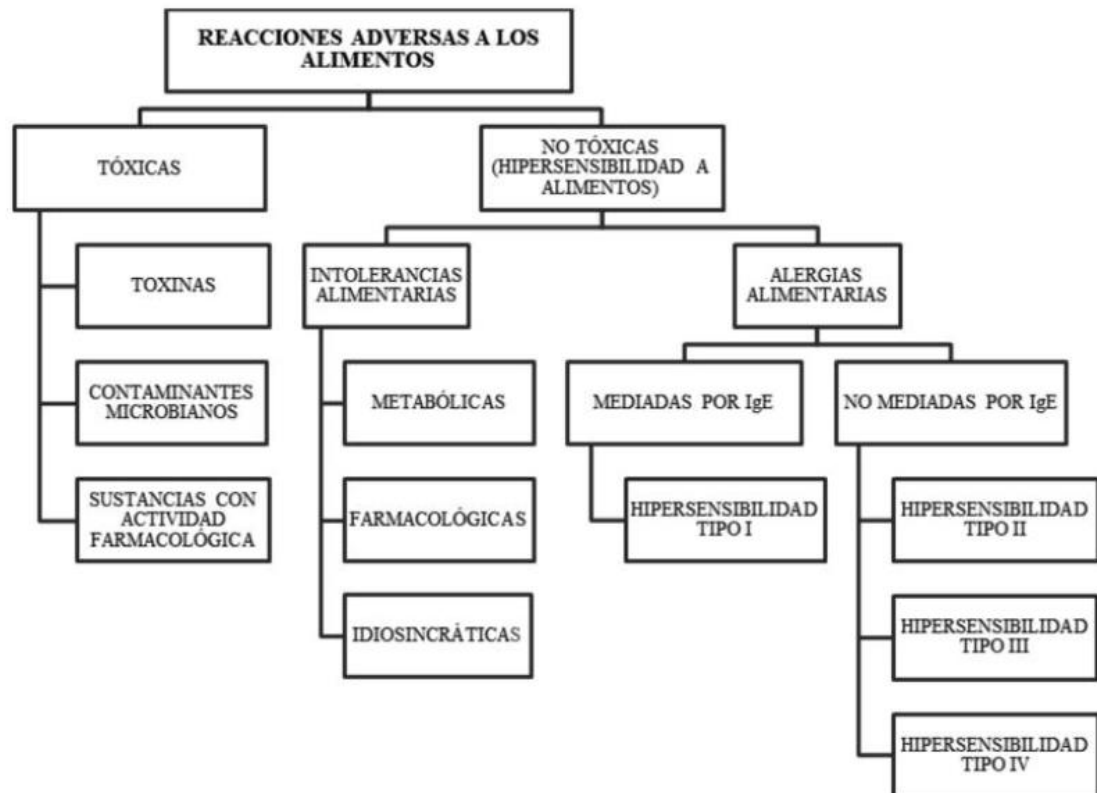 REACCIONES ADVERSAS A LOS
ALIMENTOS
TÓXICAS
NO TÓXICAS
(HIPERSENSIBILIDAD A
ALIMENTOS)
TOXINAS
INTOLERANCIAS
ALIMENTARIAS
ALERGIAS
ALIMENTARIAS
CONTAMINANTES
MICROBIANOS
METABÓLICAS
MEDIADAS POR IgE
NO MEDIADAS POR IgE
SUSTANCIAS CON
ACTIVIDAD
FARMACOLÓGICA
FARMACOLÓGICAS
HIPERSENSIBILIDAD
TIPO I
HIPERSENSIBILIDAD
TIPO II
IDIOSINCRÁTICAS
HIPERSENSIBILIDAD
TIPO III
HIPERSENSIBILIDAD
TIPO IV